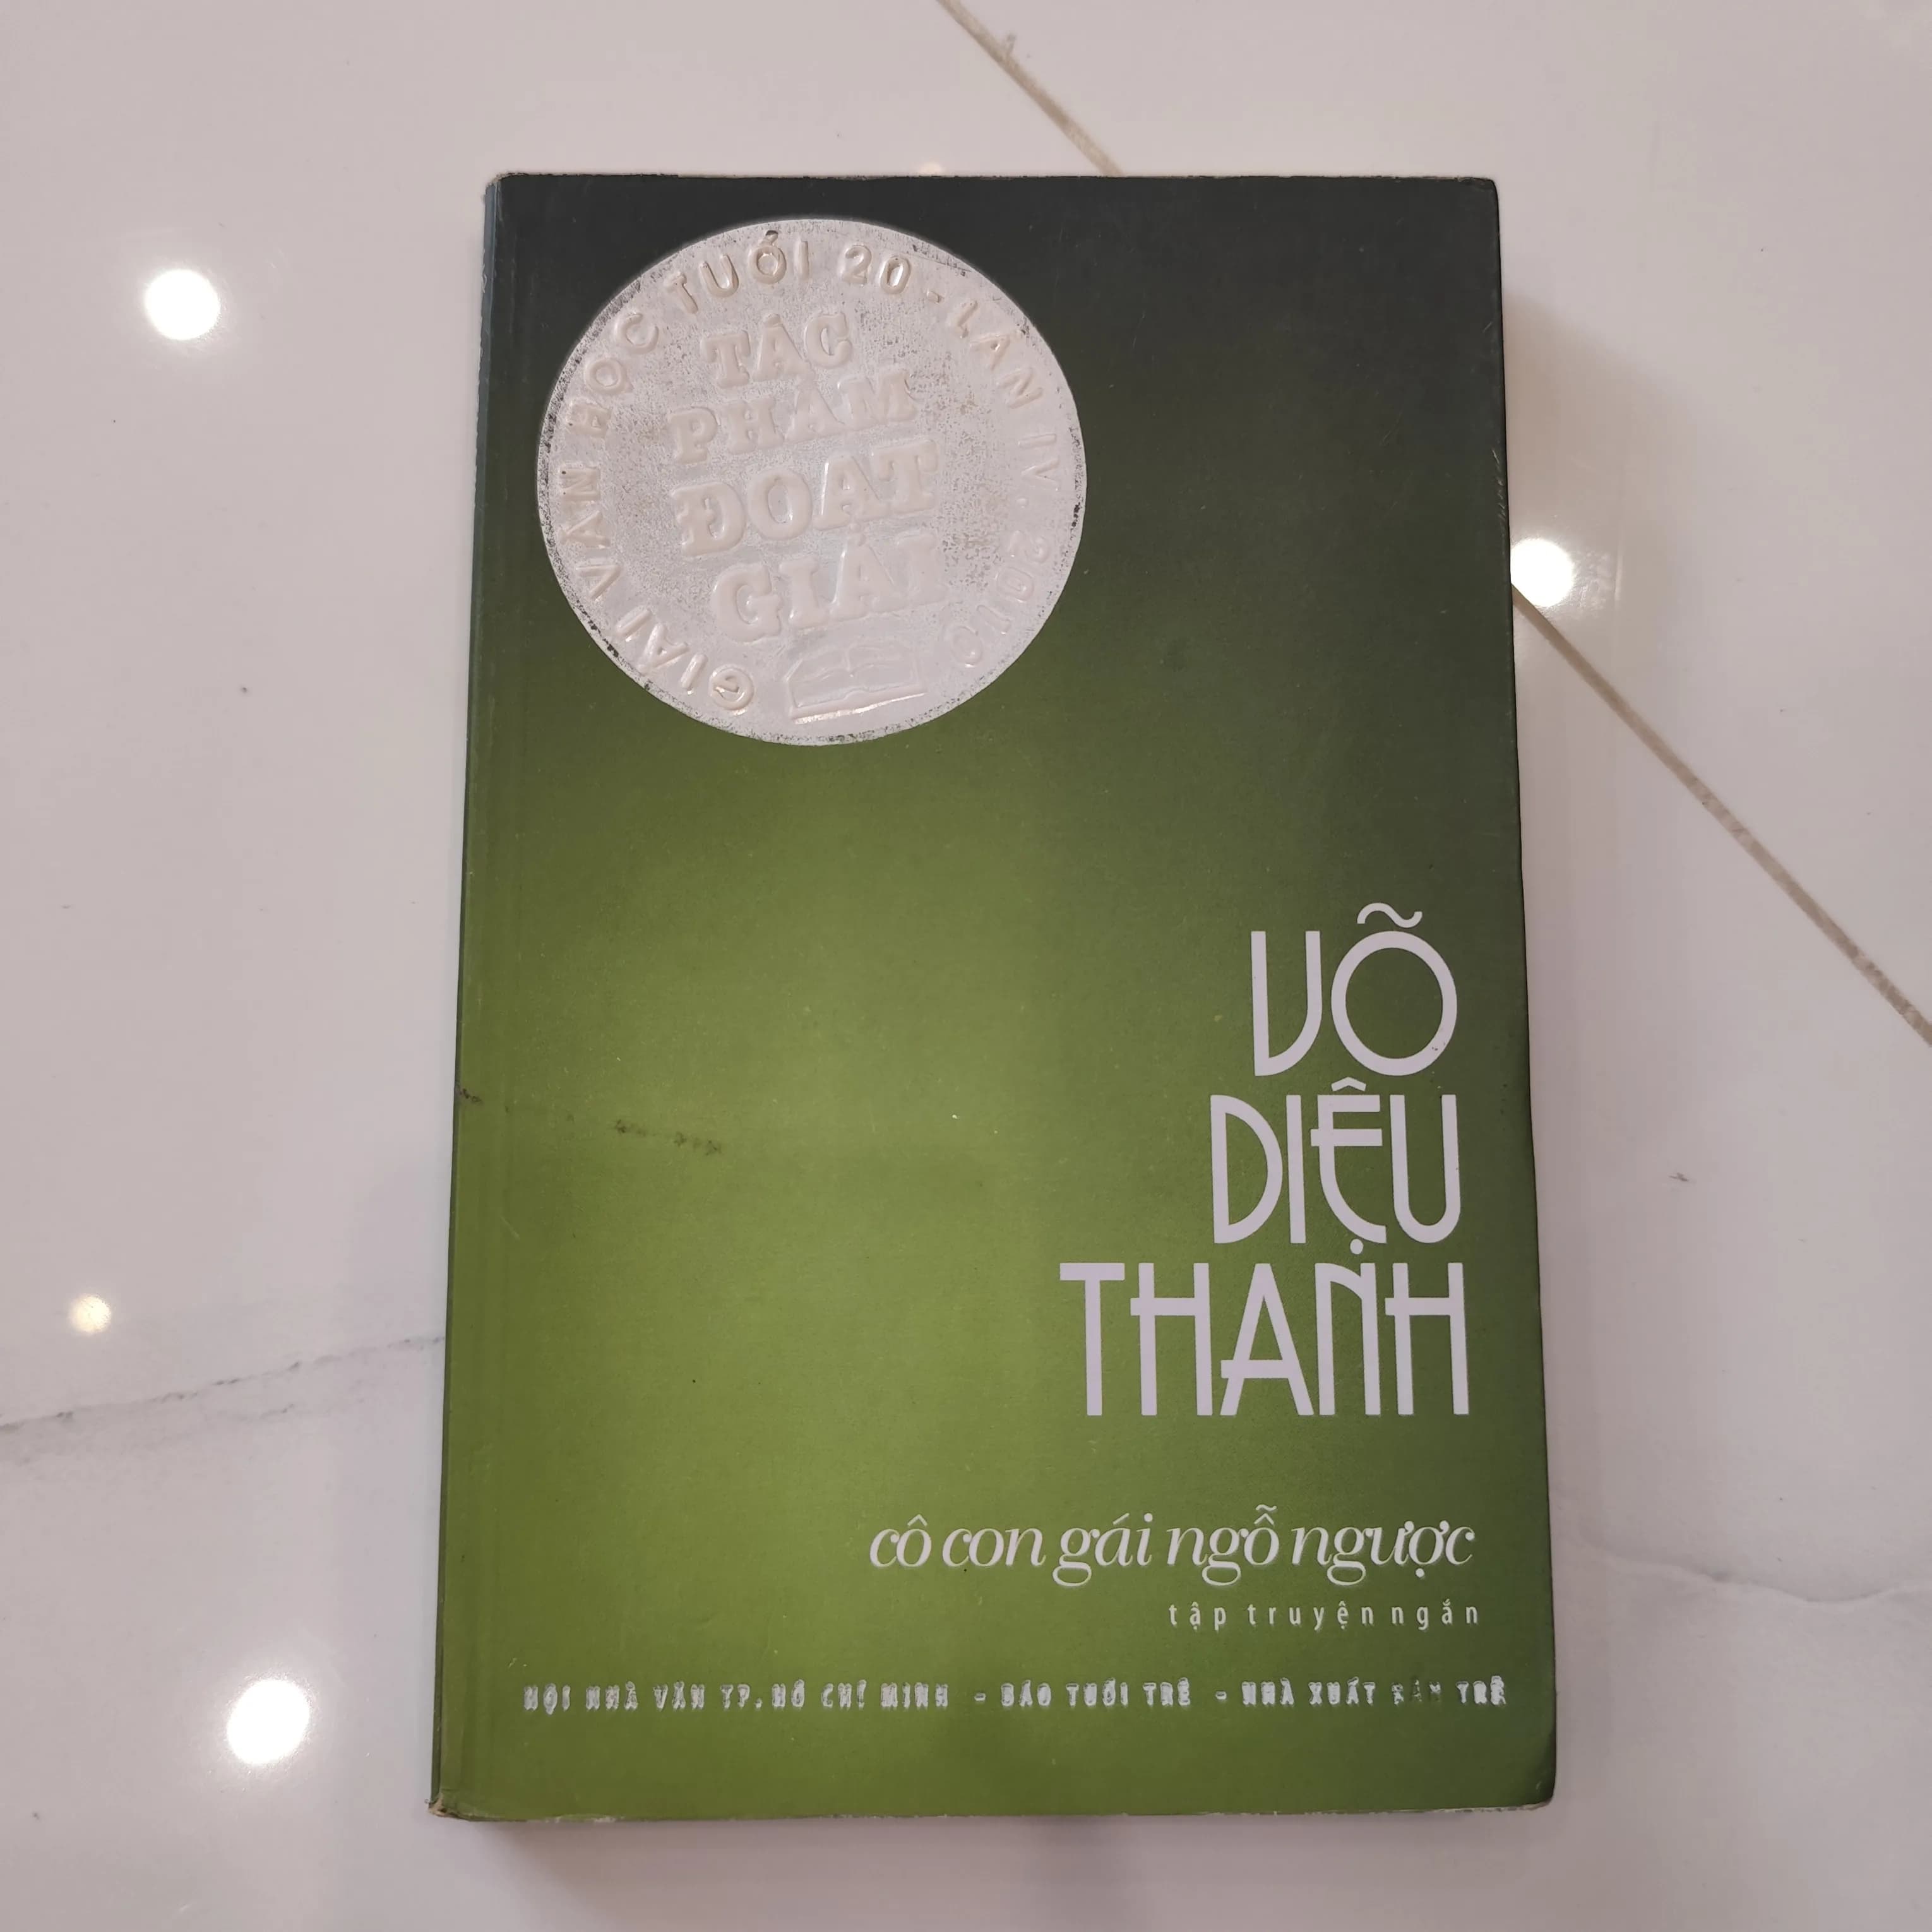 GIẢI VĂN HỌC TUỔI 20 - LẦN IV. 2010
TÁC
PHẨM
ĐOẠT
GIẢI
VÕ
DIỆU
THANH
cô con gái ngỗ ngược
tập truyện ngắn
HỘI NHÀ VĂN TP. HỒ CHÍ MINH - BÁO TUỔI TRẺ - NHÀ XUẤT BẢN TRẺ